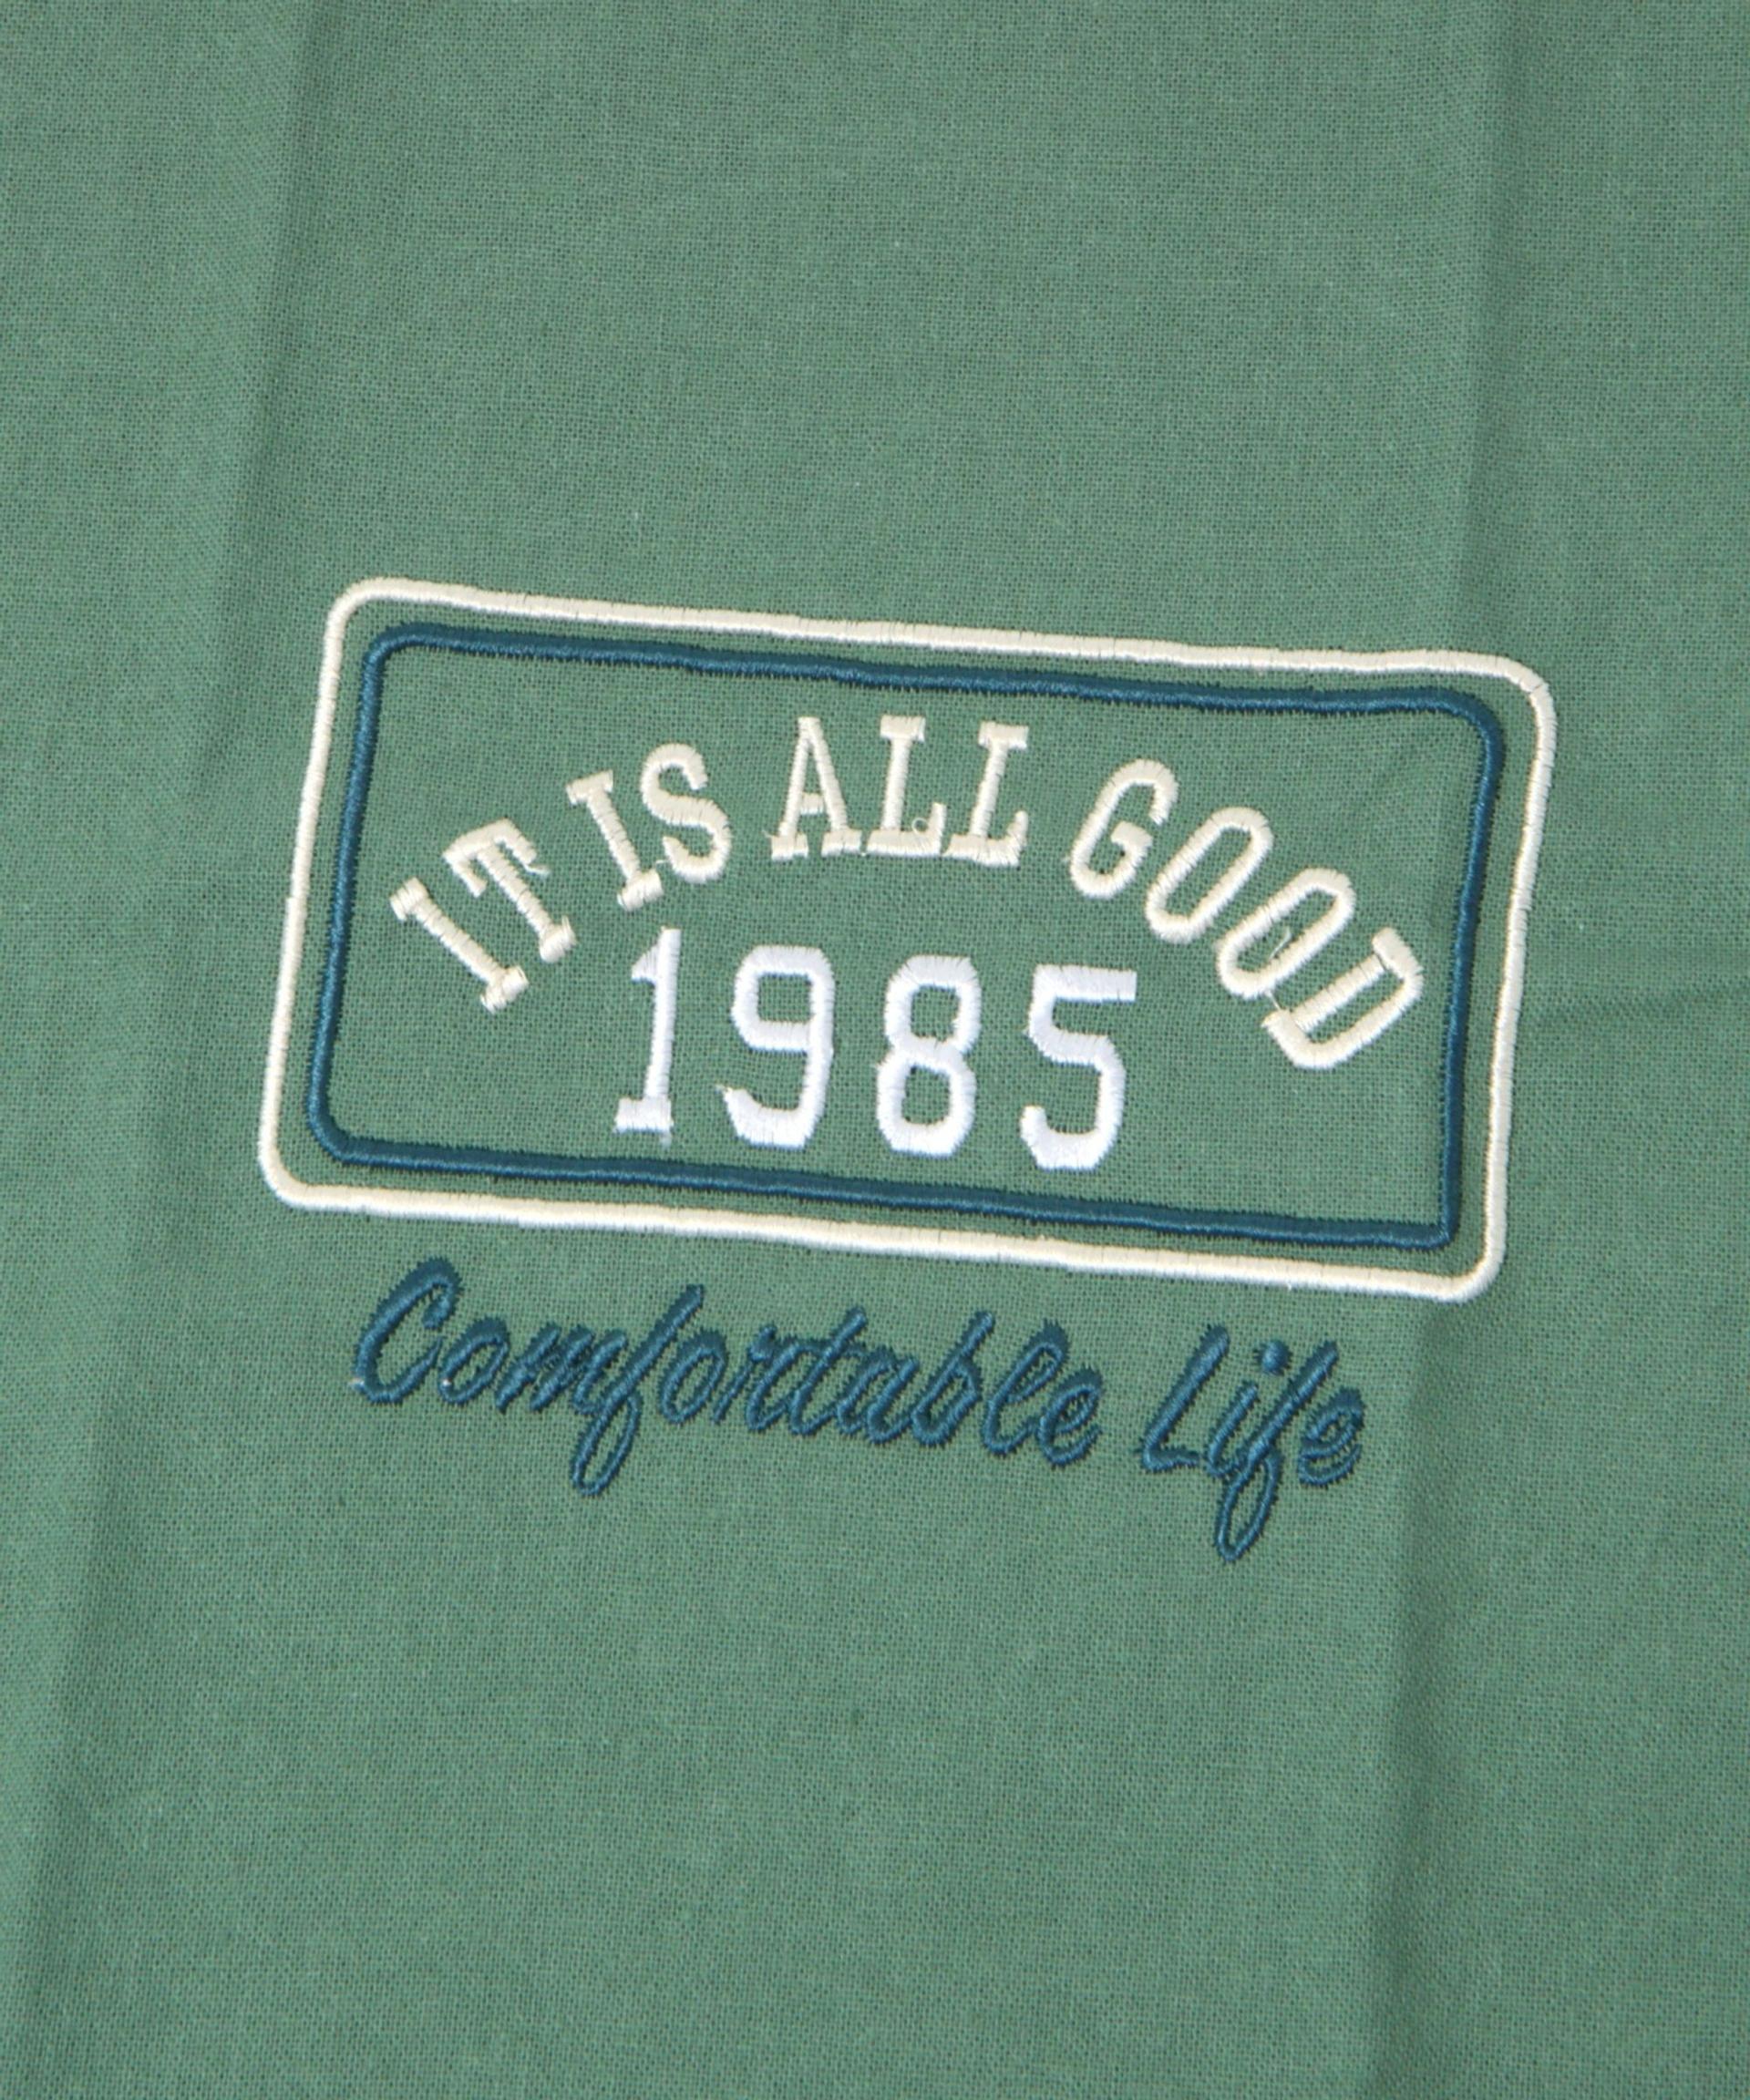 IT IS ALL GOOD
1985
Comfortable Life